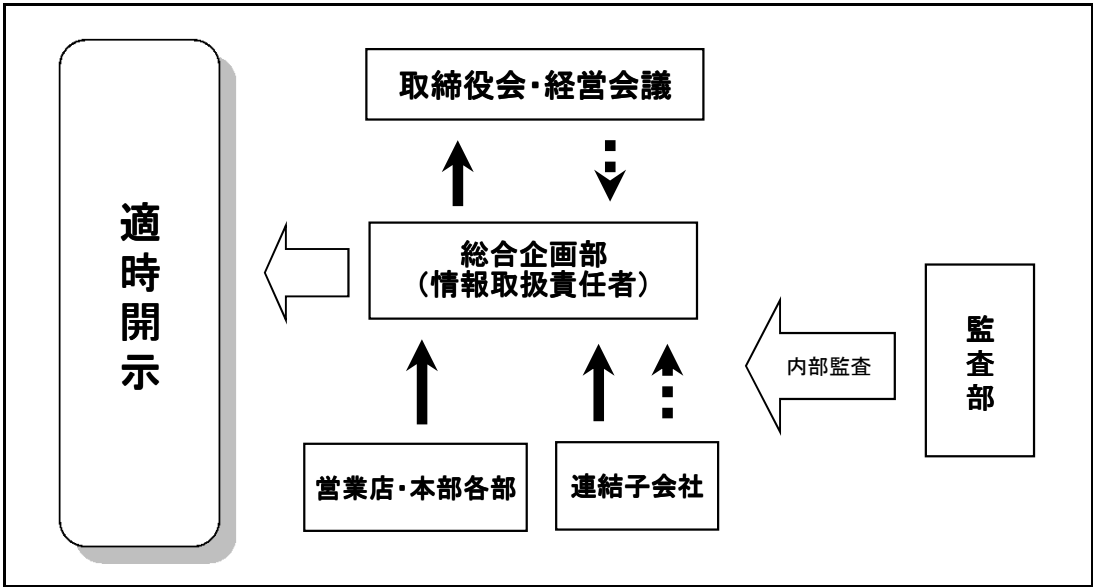 取締役会・経営会議
適時開示
総合企画部
（情報取扱責任者）
内部監査
監査部
営業店・本部各部
連結子会社